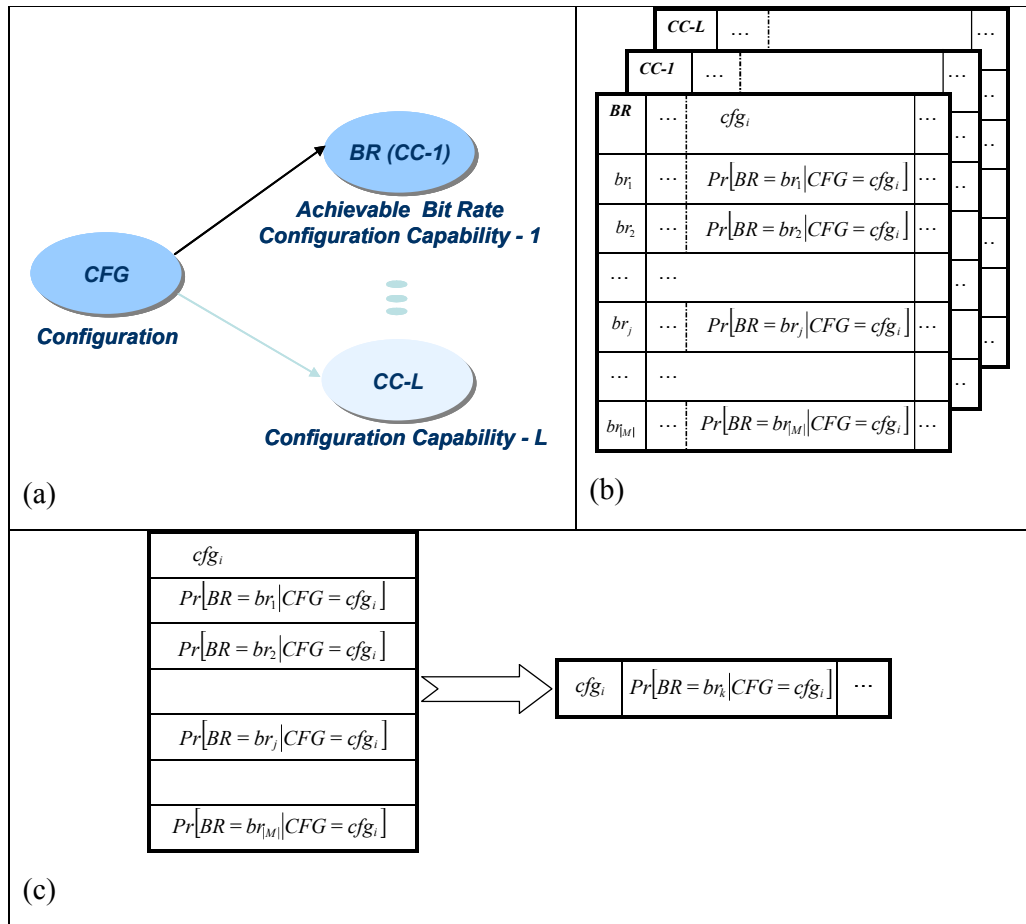 BR (CC-1)
Achievable Bit Rate
Configuration Capability - 1
CFG
Configuration
CC-L
Configuration Capability - L
(a)
CC-L ... ...
CC-1 ... ...
BR ... cfg_i ...
br_1 ... Pr[BR = br_1|CFG = cfg_i] ...
br_2 ... Pr[BR = br_2|CFG = cfg_i] ...
... ...
br_j ... Pr[BR = br_j|CFG = cfg_i] ...
... ...
br_|M| ... Pr[BR = br_|M||CFG = cfg_i] ...
(b)
cfg_i
Pr[BR = br_1|CFG = cfg_i]
Pr[BR = br_2|CFG = cfg_i]
Pr[BR = br_j|CFG = cfg_i]
Pr[BR = br_|M||CFG = cfg_i]
cfg_i Pr[BR = br_k|CFG = cfg_i] ...
(c)